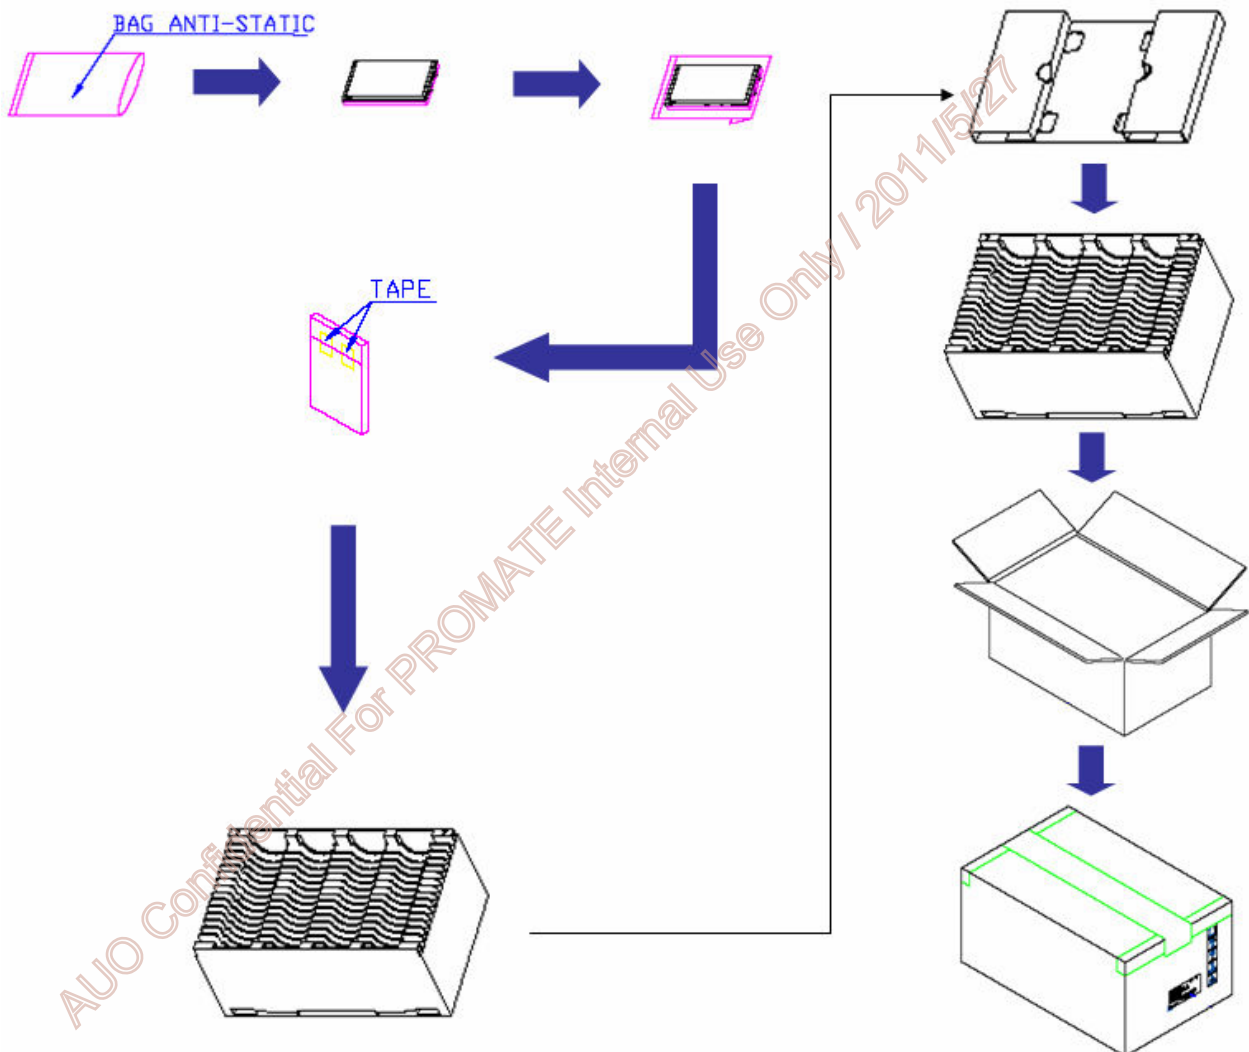 BAG ANTI-STATIC
TAPE
AUO Confidential For PROMATE Internal Use Only / 2011/5/27